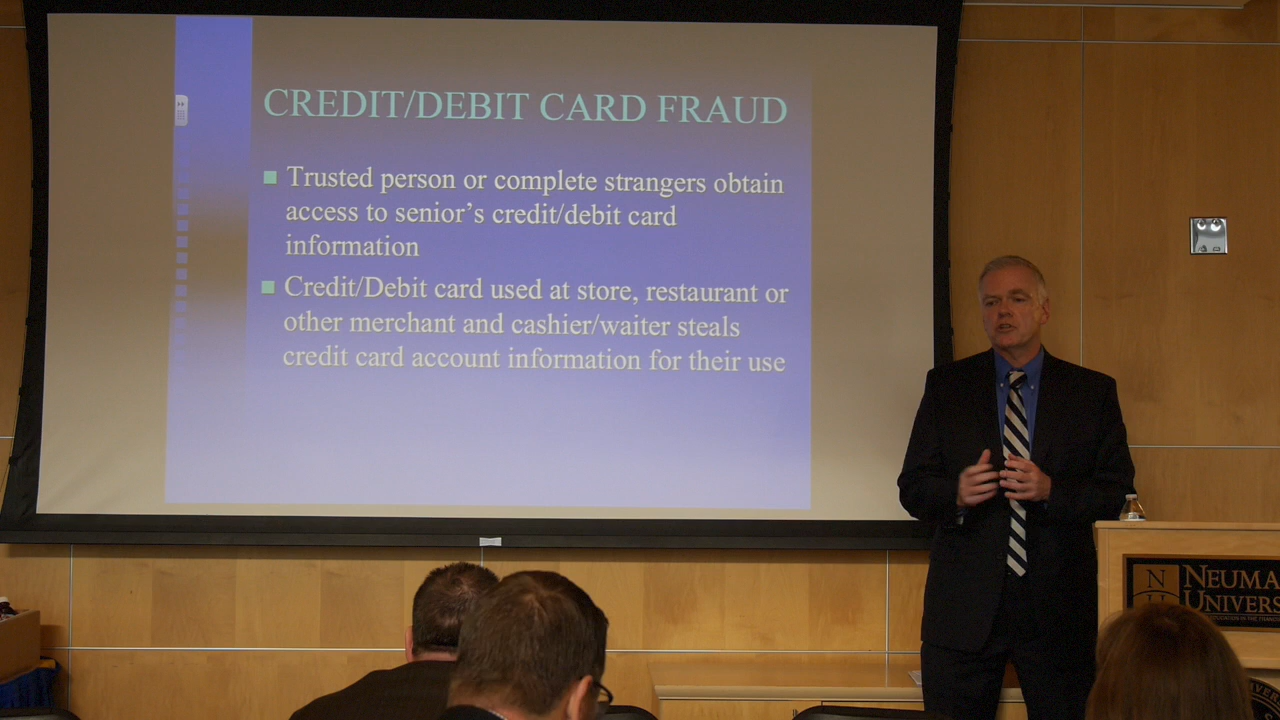 CREDIT/DEBIT CARD FRAUD
Trusted person or complete strangers obtain
access to senior's credit/debit card
information
Credit/Debit card used at store, restaurant or
other merchant and cashier/waiter steals
credit card account information for their use
N
NEUMA
UNIVERS